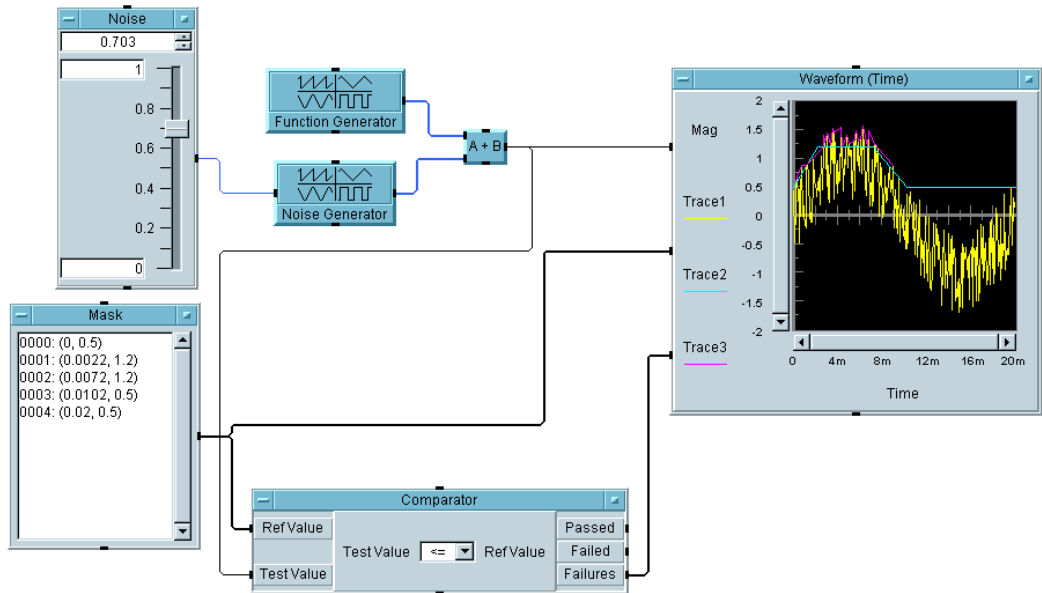 Noise
0.703
1
0.8
0.6
0.4
0.2
0
Function Generator
Noise Generator
A + B
Waveform (Time)
Mag
Trace1
Trace2
Trace3
2
1.5
1
0.5
0
-0.5
-1
-1.5
-2
0 4m 8m 12m 16m 20m
Time
Mask
0000: (0, 0.5)
0001: (0.0022, 1.2)
0002: (0.0072, 1.2)
0003: (0.0102, 0.5)
0004: (0.02, 0.5)
Comparator
Ref Value
Test Value
Test Value <= Ref Value
Passed
Failed
Failures